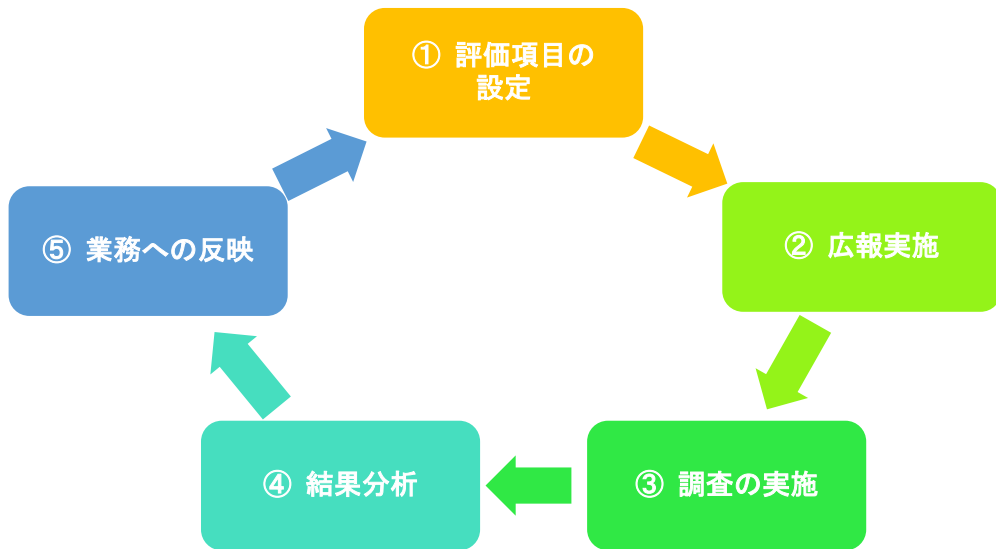 ① 評価項目の
設定
② 広報実施
③ 調査の実施
④ 結果分析
⑤ 業務への反映